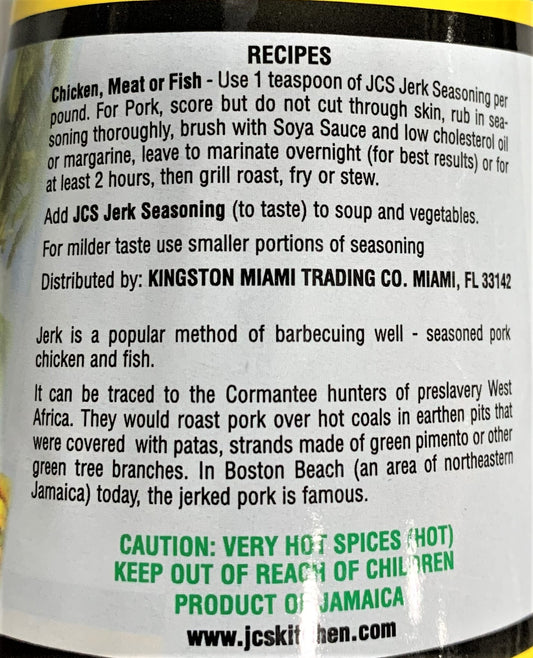 RECIPES
Chicken, Meat or Fish - Use 1 teaspoon of JCS Jerk Seasoning per
pound. For Pork, score but do not cut through skin, rub in sea-
soning thoroughly, brush with Soya Sauce and low cholesterol oil
or margarine, leave to marinate overnight (for best results) or for
at least 2 hours, then grill roast, fry or stew.
Add JCS Jerk Seasoning (to taste) to soup and vegetables.
For milder taste use smaller portions of seasoning
Distributed by: KINGSTON MIAMI TRADING CO. MIAMI, FL 33142
Jerk is a popular method of barbecuing well - seasoned pork
chicken and fish.
It can be traced to the Cormantee hunters of preslavery West
Africa. They would roast pork over hot coals in earthen pits that
were covered with patas, strands made of green pimento or other
green tree branches. In Boston Beach (an area of northeastern
Jamaica) today, the jerked pork is famous.
CAUTION: VERY HOT SPICES (HOT)
KEEP OUT OF REACH OF CHILDREN
PRODUCT OF JAMAICA
www.jcskitchen.com